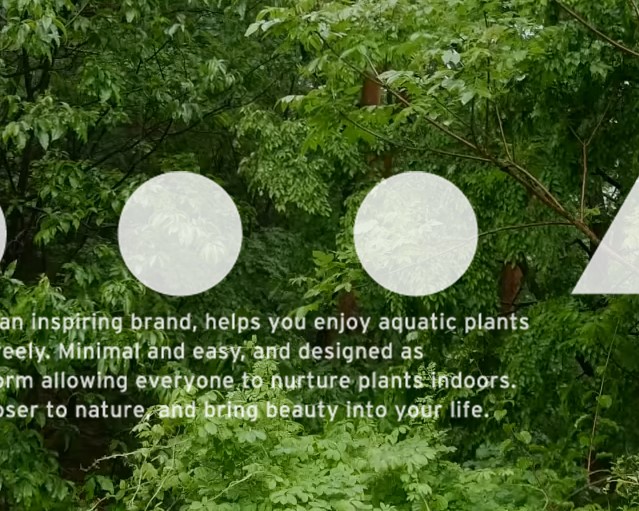 an inspiring brand, helps you enjoy aquatic plants
reely. Minimal and easy, and designed as
orm allowing everyone to nurture plants indoors.
oser to nature, and bring beauty into your life.